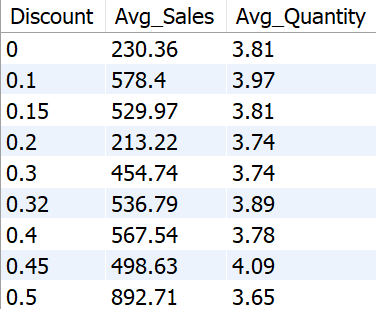 Discount Avg_Sales Avg_Quantity
0 230.36 3.81
0.1 578.4 3.97
0.15 529.97 3.81
0.2 213.22 3.74
0.3 454.74 3.74
0.32 536.79 3.89
0.4 567.54 3.78
0.45 498.63 4.09
0.5 892.71 3.65